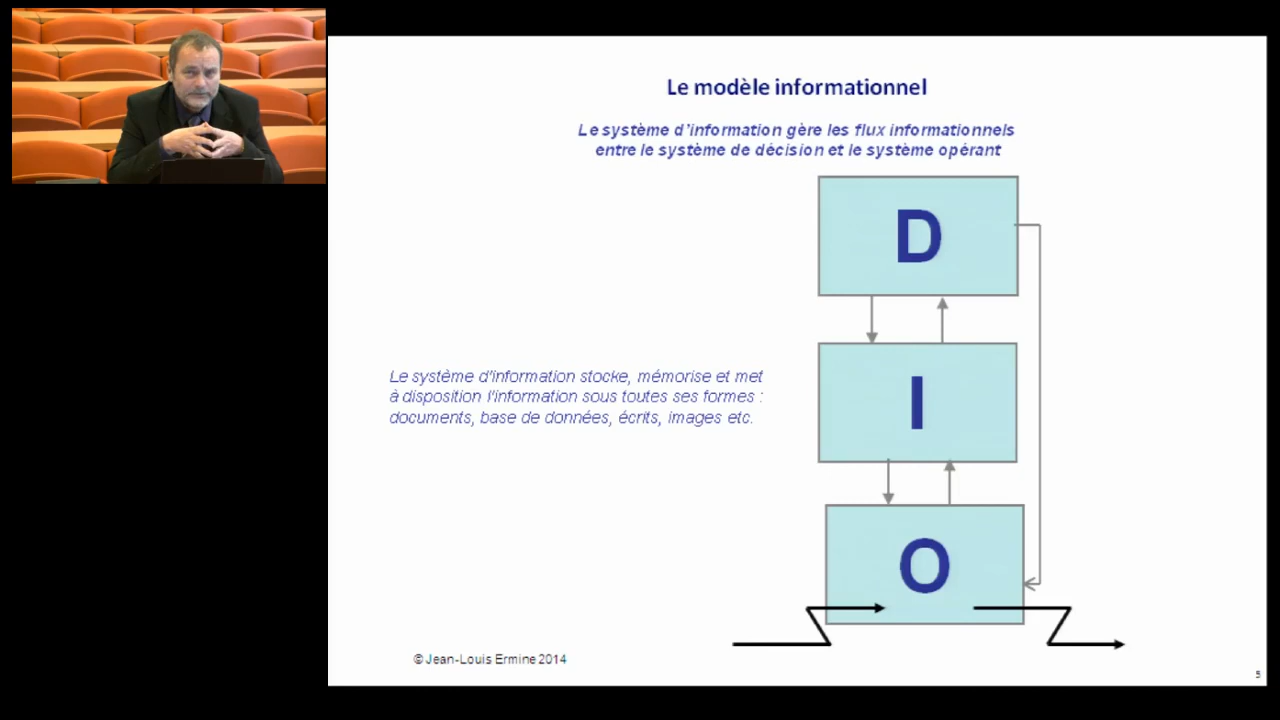 Le modèle informationnel
Le système d'information gère les flux informationnels
entre le système de décision et le système opérant
D
Le système d'information stocke, mémorise et met
à disposition l'information sous toutes ses formes :
documents, base de données, écrits, images etc.
I
O
© Jean-Louis Ermine 2014
5